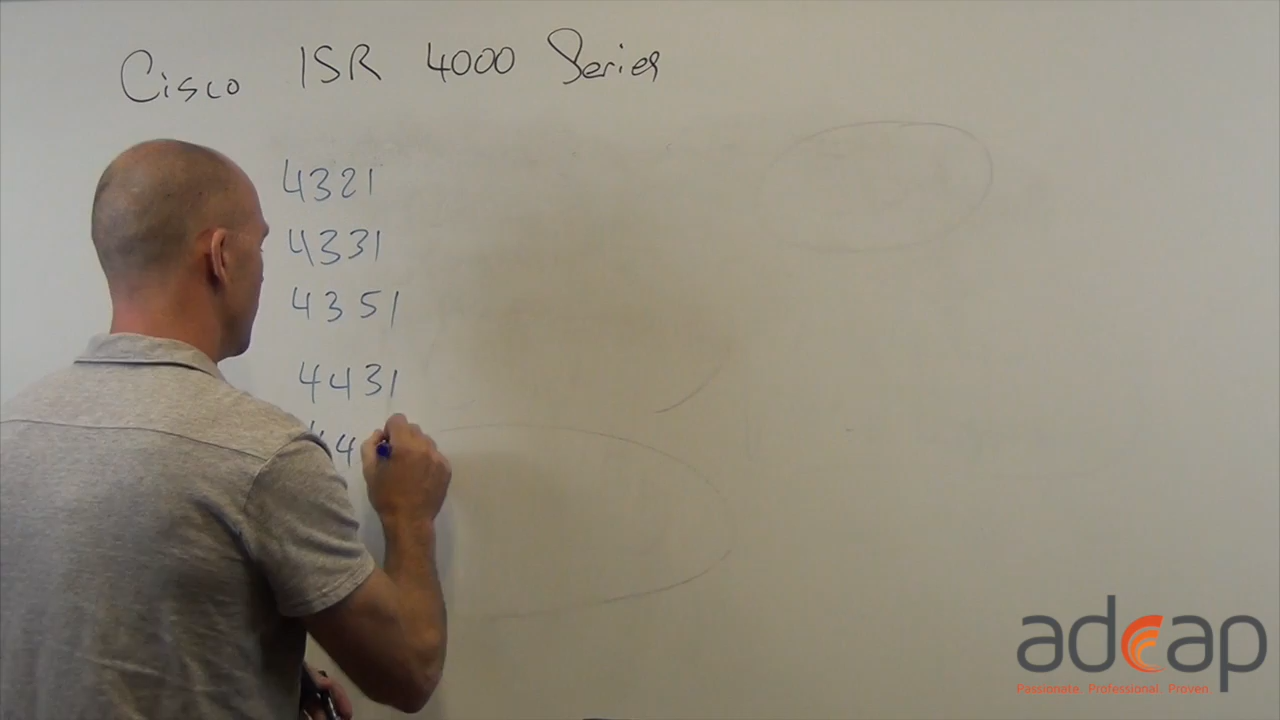 Cisco ISR 4000 Series
4321
4331
4351
4431
44
adcap
Passionate. Professional. Proven.